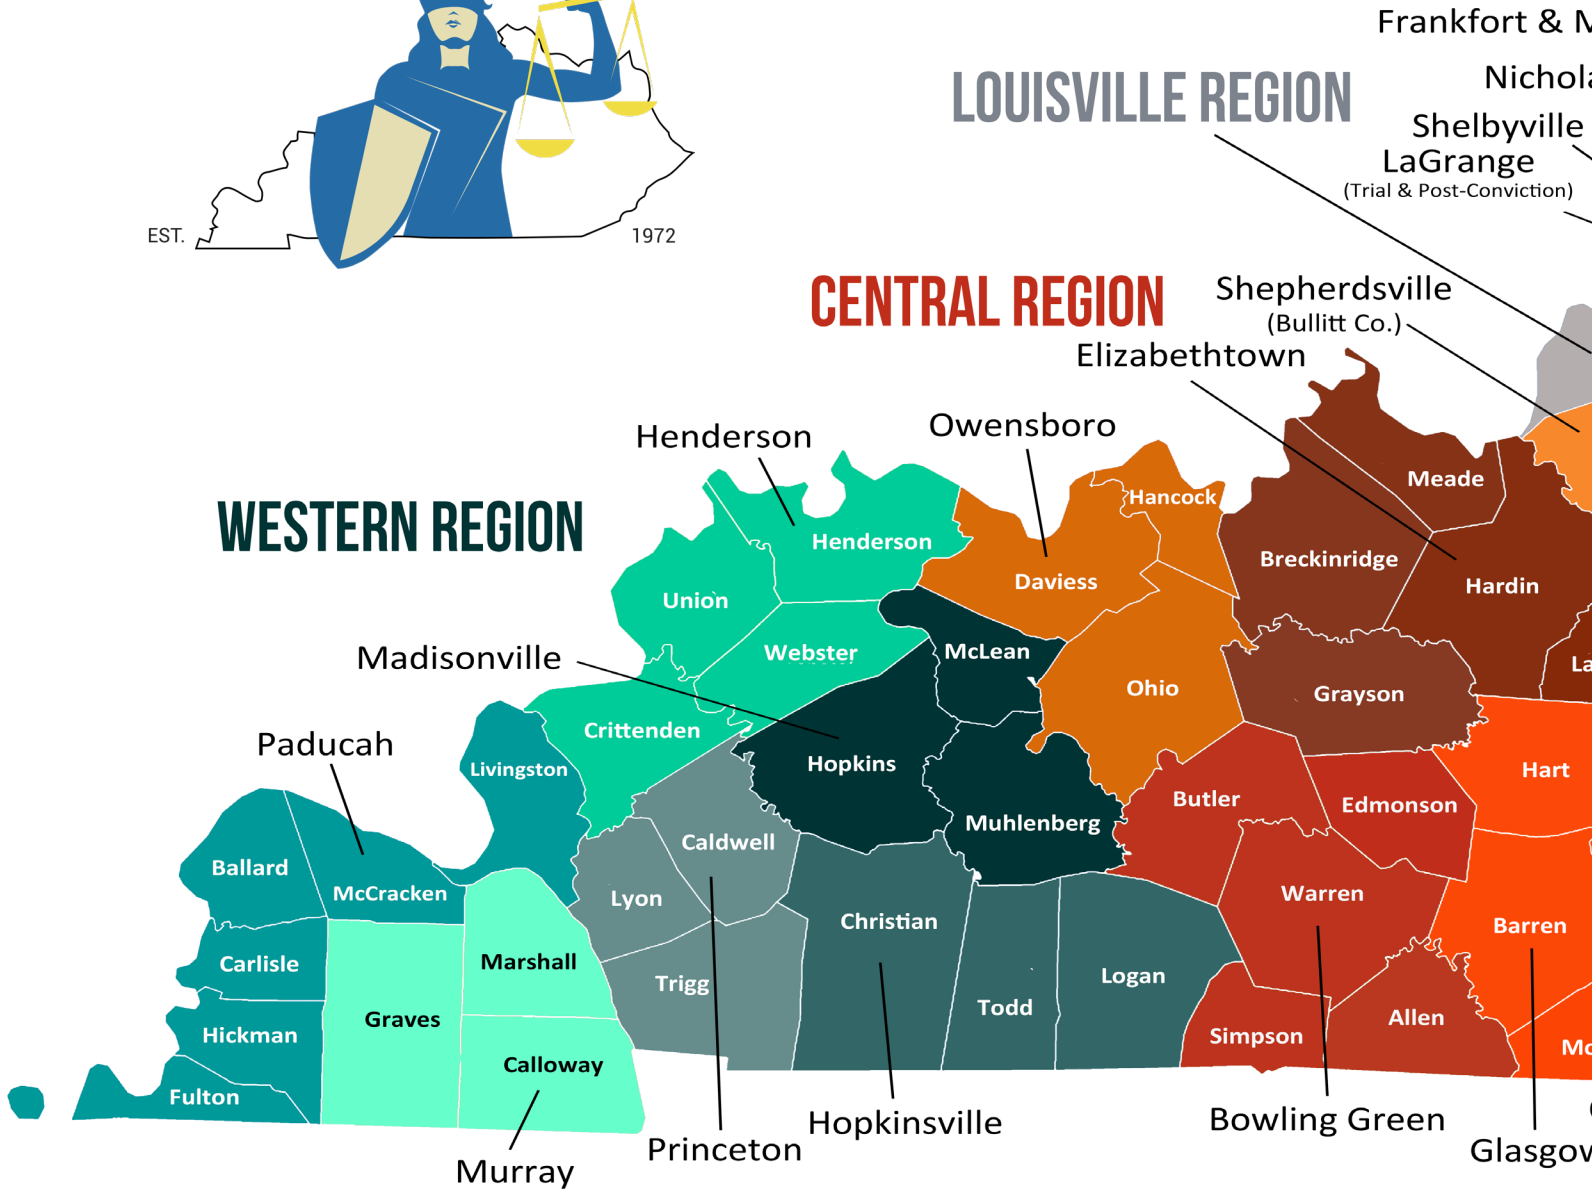 Frankfort & M
LOUISVILLE REGION
Nichola
Shelbyville
LaGrange
(Trial & Post-Conviction)
EST.
1972
CENTRAL REGION
Shepherdsville
(Bullitt Co.)
Elizabethtown
Henderson
Owensboro
WESTERN REGION
Meade
Hancock
Henderson
Breckinridge
Daviess
Hardin
Union
Webster
McLean
Madisonville
La
Ohio
Grayson
Crittenden
Paducah
Livingston
Hopkins
Hart
Butler
Edmonson
Muhlenberg
Caldwell
Ballard
McCracken
Lyon
Warren
Christian
Barren
Marshall
Carlisle
Trigg
Logan
Todd
Graves
Allen
Hickman
Simpson
Mo
Calloway
Fulton
Hopkinsville
Bowling Green
Princeton
Glasgow
Murray